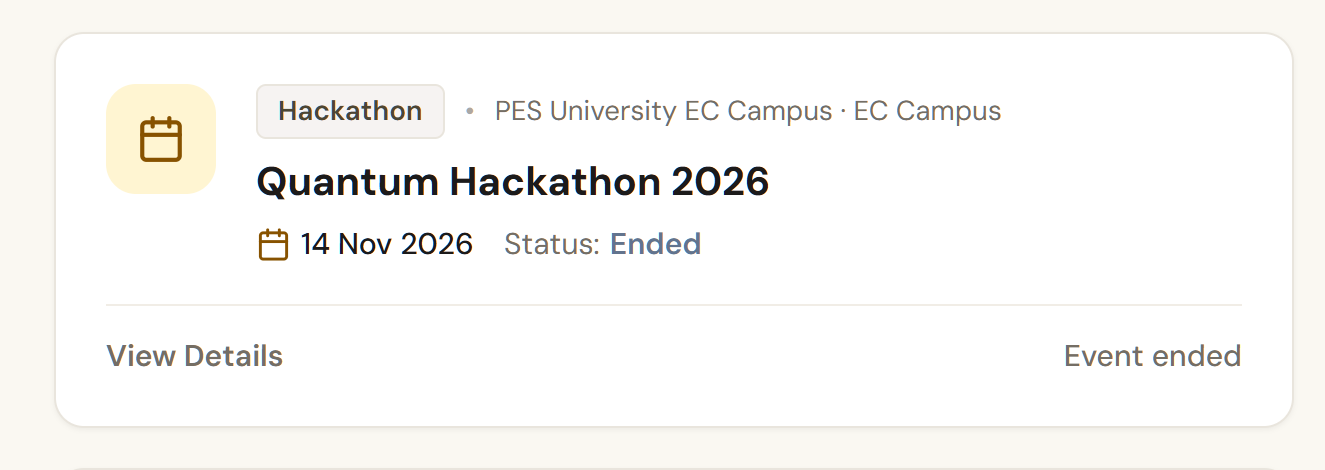 Hackathon • PES University EC Campus · EC Campus
Quantum Hackathon 2026
14 Nov 2026 Status: Ended
View Details Event ended